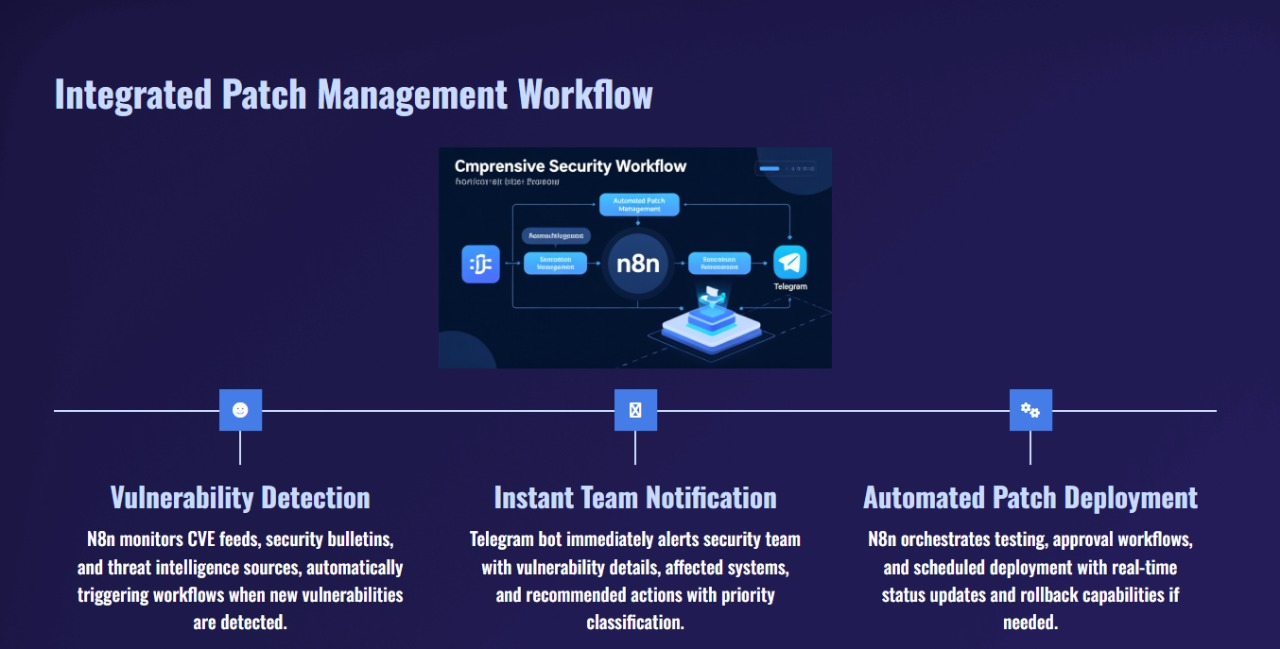 Integrated Patch Management Workflow
Cmprensive Security Workflow
Automated Patch
Management
n8n
Telegram
Vulnerability Detection
N8n monitors CVE feeds, security bulletins,
and threat intelligence sources, automatically
triggering workflows when new vulnerabilities
are detected.
Instant Team Notification
Telegram bot immediately alerts security team
with vulnerability details, affected systems,
and recommended actions with priority
classification.
Automated Patch Deployment
N8n orchestrates testing, approval workflows,
and scheduled deployment with real-time
status updates and rollback capabilities if
needed.